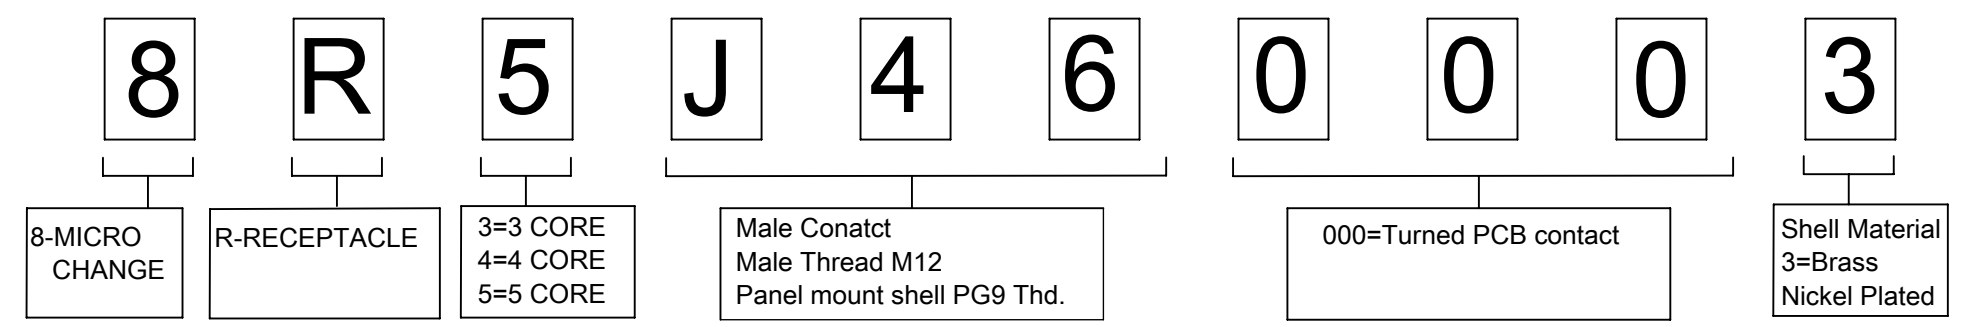 8 R 5 J 4 6 0 0 0 3
8-MICRO
CHANGE
R-RECEPTACLE
3=3 CORE
4=4 CORE
5=5 CORE
Male Conatct
Male Thread M12
Panel mount shell PG9 Thd.
000=Turned PCB contact
Shell Material
3=Brass
Nickel Plated